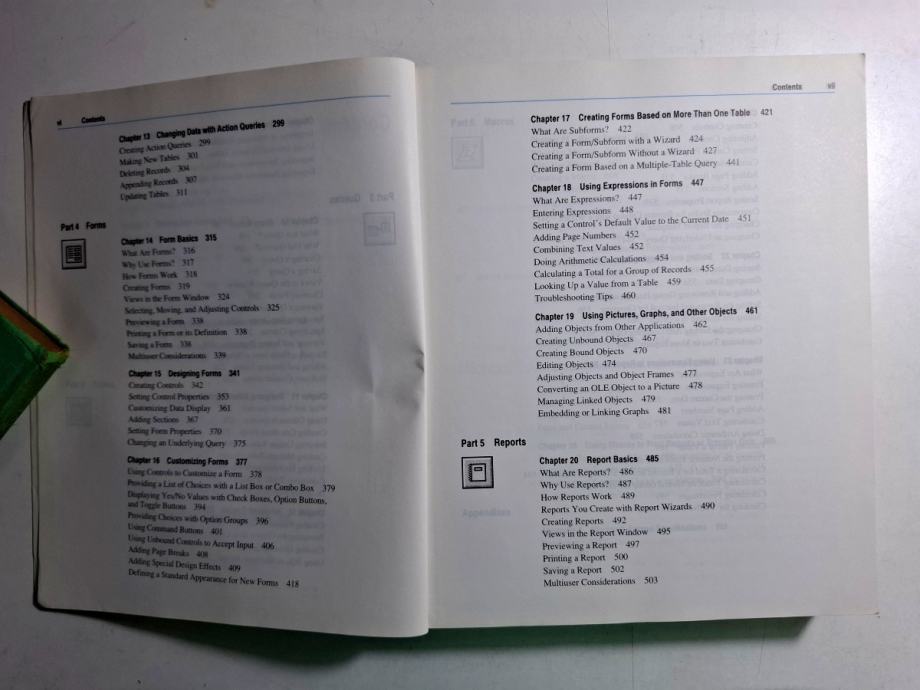 vi Contents
Chapter 13 Changing Data with Action Queries 299
Creating Action Queries 299
Making New Tables 301
Deleting Records 304
Appending Records 307
Updating Tables 311
Part 4 Forms
Chapter 14 Form Basics 315
What Are Forms? 316
Why Use Forms? 317
How Forms Work 318
Creating Forms 319
Views in the Form Window 324
Selecting, Moving, and Adjusting Controls 325
Previewing a Form 338
Printing a Form or its Definition 338
Saving a Form 338
Multiuser Considerations 339
Chapter 15 Designing Forms 341
Creating Controls 342
Setting Control Properties 353
Customizing Data Display 361
Adding Sections 367
Setting Form Properties 370
Changing an Underlying Query 375
Chapter 16 Customizing Forms 377
Using Controls to Customize a Form 378
Providing a List of Choices with a List Box or Combo Box 379
Displaying Yes/No Values with Check Boxes, Option Buttons,
and Toggle Buttons 394
Providing Choices with Option Groups 396
Using Command Buttons 401
Using Unbound Controls to Accept Input 406
Adding Page Breaks 408
Adding Special Design Effects 409
Defining a Standard Appearance for New Forms 418
Contents vii
Chapter 17 Creating Forms Based on More Than One Table 421
What Are Subforms? 422
Creating a Form/Subform with a Wizard 424
Creating a Form/Subform Without a Wizard 427
Creating a Form Based on a Multiple-Table Query 441
Chapter 18 Using Expressions in Forms 447
What Are Expressions? 447
Entering Expressions 448
Setting a Control's Default Value to the Current Date 451
Adding Page Numbers 452
Combining Text Values 452
Doing Arithmetic Calculations 454
Calculating a Total for a Group of Records 455
Looking Up a Value from a Table 459
Troubleshooting Tips 460
Chapter 19 Using Pictures, Graphs, and Other Objects 461
Adding Objects from Other Applications 462
Creating Unbound Objects 467
Creating Bound Objects 470
Editing Objects 474
Adjusting Objects and Object Frames 477
Converting an OLE Object to a Picture 478
Managing Linked Objects 479
Embedding or Linking Graphs 481
Part 5 Reports
Chapter 20 Report Basics 485
What Are Reports? 486
Why Use Reports? 487
How Reports Work 489
Reports You Create with Report Wizards 490
Creating Reports 492
Views in the Report Window 495
Previewing a Report 497
Printing a Report 500
Saving a Report 502
Multiuser Considerations 503